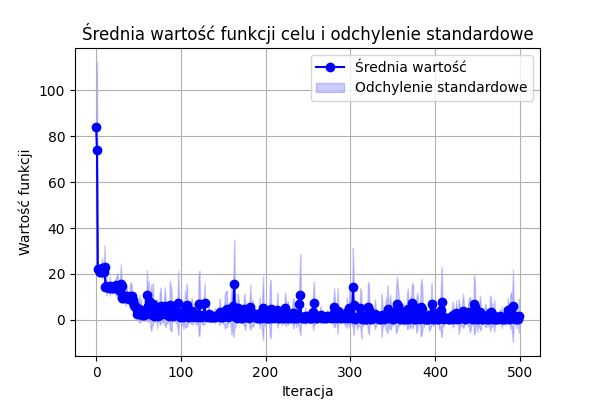 Średnia wartość funkcji celu i odchylenie standardowe
Średnia wartość
Odchylenie standardowe
Wartość funkcji
100
80
60
40
20
0
0 100 200 300 400 500
Iteracja